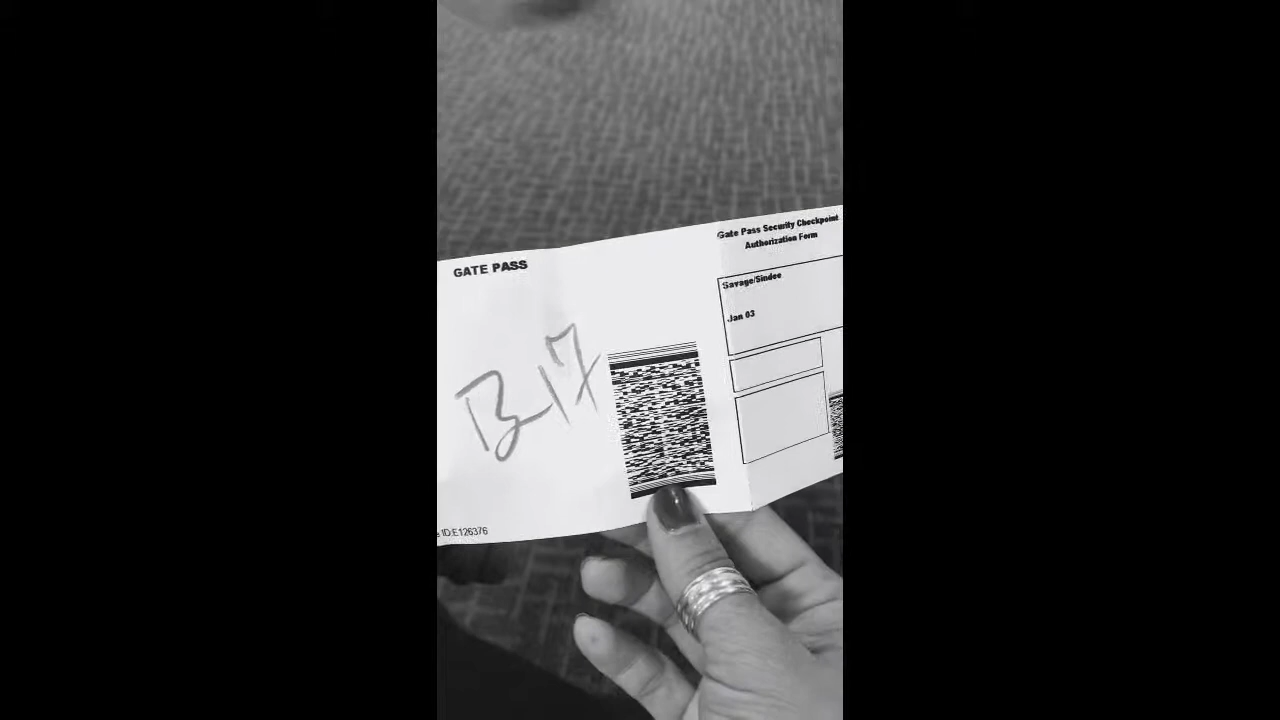 GATE PASS
B17
ID:E126376
Gate Pass Security Checkpoint
Authorization Form
Savage/Sindee
Jan 03